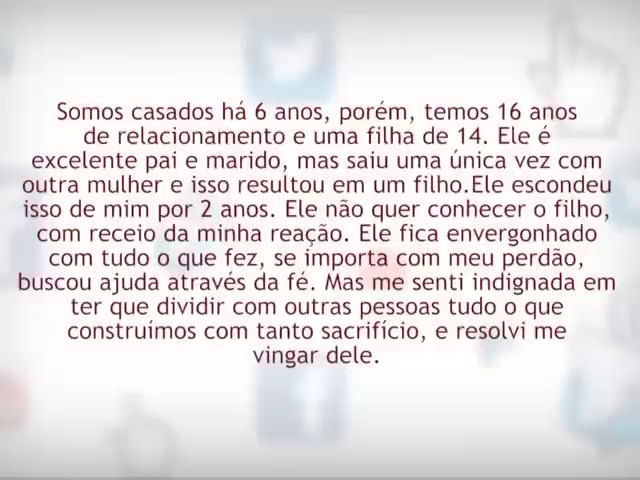 Somos casados há 6 anos, porém, temos 16 anos
de relacionamento e uma filha de 14. Ele é
excelente pai e marido, mas saiu uma única vez com
outra mulher e isso resultou em um filho.Ele escondeu
isso de mim por 2 anos. Ele não quer conhecer o filho,
com receio da minha reação. Ele fica envergonhado
com tudo o que fez, se importa com meu perdão,
buscou ajuda através da fé. Mas me senti indignada em
ter que dividir com outras pessoas tudo o que
construímos com tanto sacrifício, e resolvi me
vingar dele.